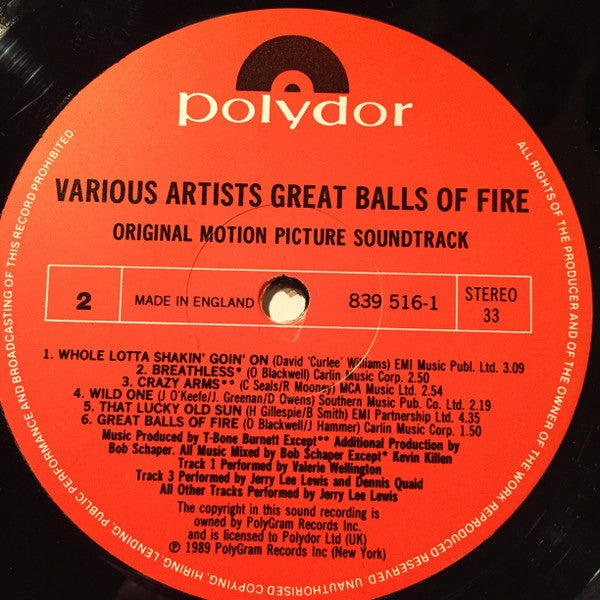 polydor
VARIOUS ARTISTS GREAT BALLS OF FIRE
ORIGINAL MOTION PICTURE SOUNDTRACK
2
MADE IN ENGLAND
839 516-1
STEREO
33
1. WHOLE LOTTA SHAKIN' GOIN' ON (David 'Curlee' Williams) EMI Music Publ. Ltd. 3.09
2. BREATHLESS* (O Blackwell) Carlin Music Corp. 2.50
3. CRAZY ARMS** (C Seals/R Mooney) MCA Music Ltd. 2.54
4. WILD ONE (J O'Keefe/J. Greenan/D Owens) Southern Music Pub. Co Ltd. 2.19
5. THAT LUCKY OLD SUN (H Gillespie/B Smith) EMI Partnership Ltd. 4.35
6. GREAT BALLS OF FIRE (O Blackwell/J Hammer) Carlin Music Corp. 1.50
Music Produced by T-Bone Burnett Except** Additional Production by
Bob Schaper. All Music Mixed by Bob Schaper Except* Kevin Killen
Track 1 Performed by Valerie Wellington
Track 3 Performed by Jerry Lee Lewis and Dennis Quaid
All Other Tracks Performed by Jerry Lee Lewis
The copyright in this sound recording is
owned by PolyGram Records Inc.
and is licensed to Polydor Ltd (UK)
℗ 1989 PolyGram Records Inc (New York)
ALL RIGHTS OF THE PRODUCER AND OF THE OWNER OF THE WORK REPRODUCED RESERVED. UNAUTHORISED COPYING, HIRING, LENDING, PUBLIC PERFORMANCE AND BROADCASTING OF THIS RECORD PROHIBITED